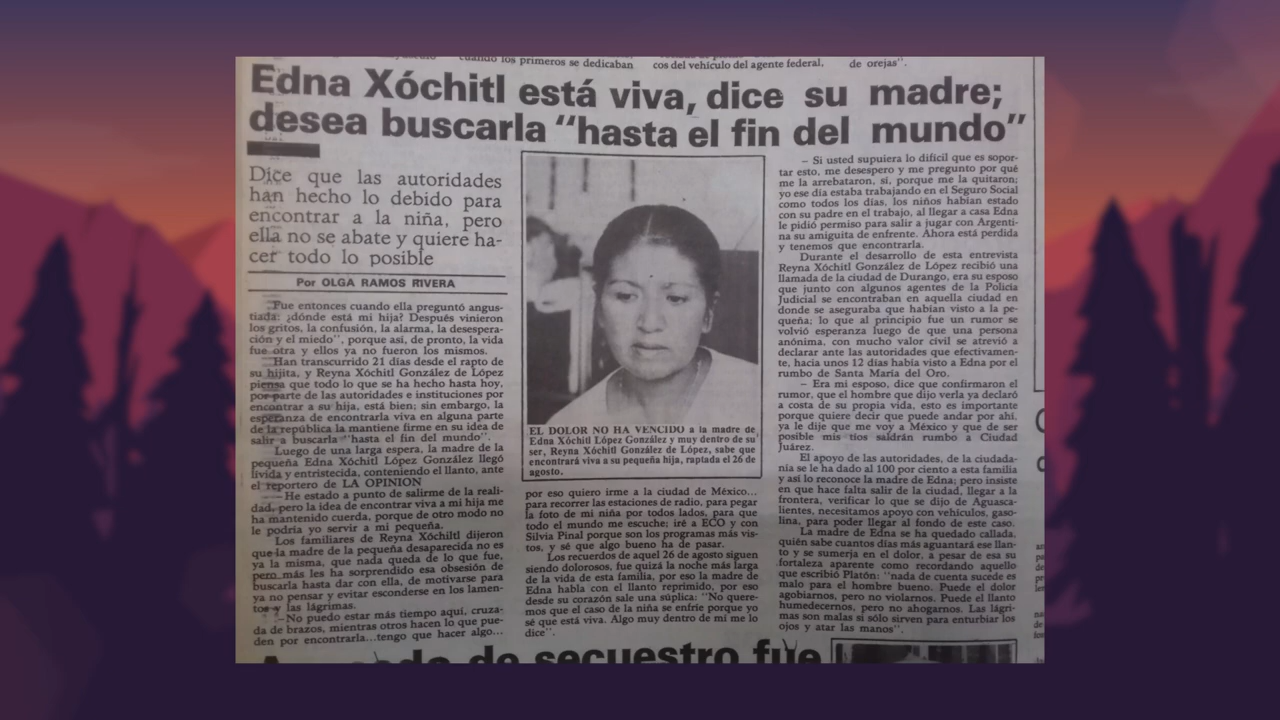 cuando los primeros se dedicaban
cos del vehículo del agente federal.
de orejas".
Edna Xóchitl está viva, dice su madre;
desea buscarla "hasta el fin del mundo"
Dice que las autoridades
han hecho lo debido para
encontrar a la niña, pero
ella no se abate y quiere ha-
cer todo lo posible
Por OLGA RAMOS RIVERA
"Fue entonces cuando ella preguntó angus-
tiada: ¿dónde está mi hija? Después vinieron
los gritos, la confusión, la alarma, la desespera-
ción y el miedo", porque así, de pronto, la vida
fue otra y ellos ya no fueron los mismos.
Han transcurrido 21 días desde el rapto de
su hijita, y Reyna Xóchitl González de López
piensa que todo lo que se ha hecho hasta hoy,
por parte de las autoridades e instituciones por
encontrar a su hija, está bien; sin embargo, la
esperanza de encontrarla viva en alguna parte
de la república la mantiene firme en su idea de
salir a buscarla "hasta el fin del mundo".
Luego de una larga espera, la madre de la
pequeña Edna Xóchitl López González llegó
lívida y entristecida, conteniendo el llanto, ante
el reportero de LA OPINION
—He estado a punto de salirme de la reali-
dad, pero la idea de encontrar viva a mi hija me
ha mantenido cuerda, porque de otro modo no
le podría yo servir a mi pequeña.
Los familiares de Reyna Xóchiltl dijeron
que la madre de la pequeña desaparecida no es
ya la misma, que nada queda de lo que fue,
pero más les ha sorprendido esa obsesión de
buscarla hasta dar con ella, de motivarse para
ya no pensar y evitar esconderse en los lamen-
tos y las lágrimas.
—No puedo estar más tiempo aquí, cruza-
da de brazos, mientras otros hacen lo que pue-
den por encontrarla...tengo que hacer algo...
EL DOLOR NO HA VENCIDO a la madre de
Edna Xóchitl López González y muy dentro de su
ser, Reyna Xóchitl González de López, sabe que
encontrará viva a su pequeña hija, raptada el 26 de
agosto.
por eso quiero irme a la ciudad de México...
para recorrer las estaciones de radio, para pegar
la foto de mi niña por todos lados, para que
todo el mundo me escuche; iré a ECO y con
Silvia Pinal porque son los programas más vis-
tos, y sé que algo bueno ha de pasar.
Los recuerdos de aquel 26 de agosto siguen
siendo dolorosos, fue quizá la noche más larga
de la vida de esta familia, por eso la madre de
Edna habla con el llanto reprimido, por eso
desde su corazón sale una súplica: "No quere-
mos que el caso de la niña se enfríe porque yo
sé que está viva. Algo muy dentro de mí me lo
dice".
— Si usted supuiera lo difícil que es sopor-
tar esto, me desespero y me pregunto por qué
me la arrebataron, sí, porque me la quitaron;
yo ese día estaba trabajando en el Seguro Social
como todos los días, los niños habían estado
con su padre en el trabajo, al llegar a casa Edna
le pidió permiso para salir a jugar con Argenti-
na su amiguita de enfrente. Ahora está perdida
y tenemos que encontrarla.
Durante el desarrollo de esta entrevista
Reyna Xóchitl González de López recibió una
llamada de la ciudad de Durango, era su esposo
que junto con algunos agentes de la Policía
Judicial se encontraban en aquella ciudad en
donde se aseguraba que habían visto a la pe-
queña; lo que al principio fue un rumor se
volvió esperanza luego de que una persona
anónima, con mucho valor civil se atrevió a
declarar ante las autoridades que efectivamen-
te, hacía unos 12 días había visto a Edna por el
rumbo de Santa María del Oro.
— Era mi esposo, dice que confirmaron el
rumor, que el hombre que dijo verla ya declaró
a costa de su propia vida, esto es importante
porque quiere decir que puede andar por ahí,
ya le dije que me voy a México y que de ser
posible mis tíos saldrán rumbo a Ciudad
Juárez.
El apoyo de las autoridades, de la ciudada-
nía se le ha dado al 100 por ciento a esta familia
y así lo reconoce la madre de Edna; pero insiste
en que hace falta salir de la ciudad, llegar a la
frontera, verificar lo que se dijo de Aguasca-
lientes, necesitamos apoyo con vehículos, gaso-
lina, para poder llegar al fondo de este caso.
La madre de Edna se ha quedado callada,
quién sabe cuantos días más aguantará ese llan-
to y se sumerja en el dolor, a pesar de esa su
fortaleza aparente como recordando aquello
que escribió Platón: "nada de cuenta sucede es
malo para el hombre bueno. Puede el dolor
agobiarnos, pero no violarnos. Puede el llanto
humedecernos, pero no ahogarnos. Las lágri-
mas son malas si sólo sirven para enturbiar los
ojos y atar las manos".
de secuestro fue